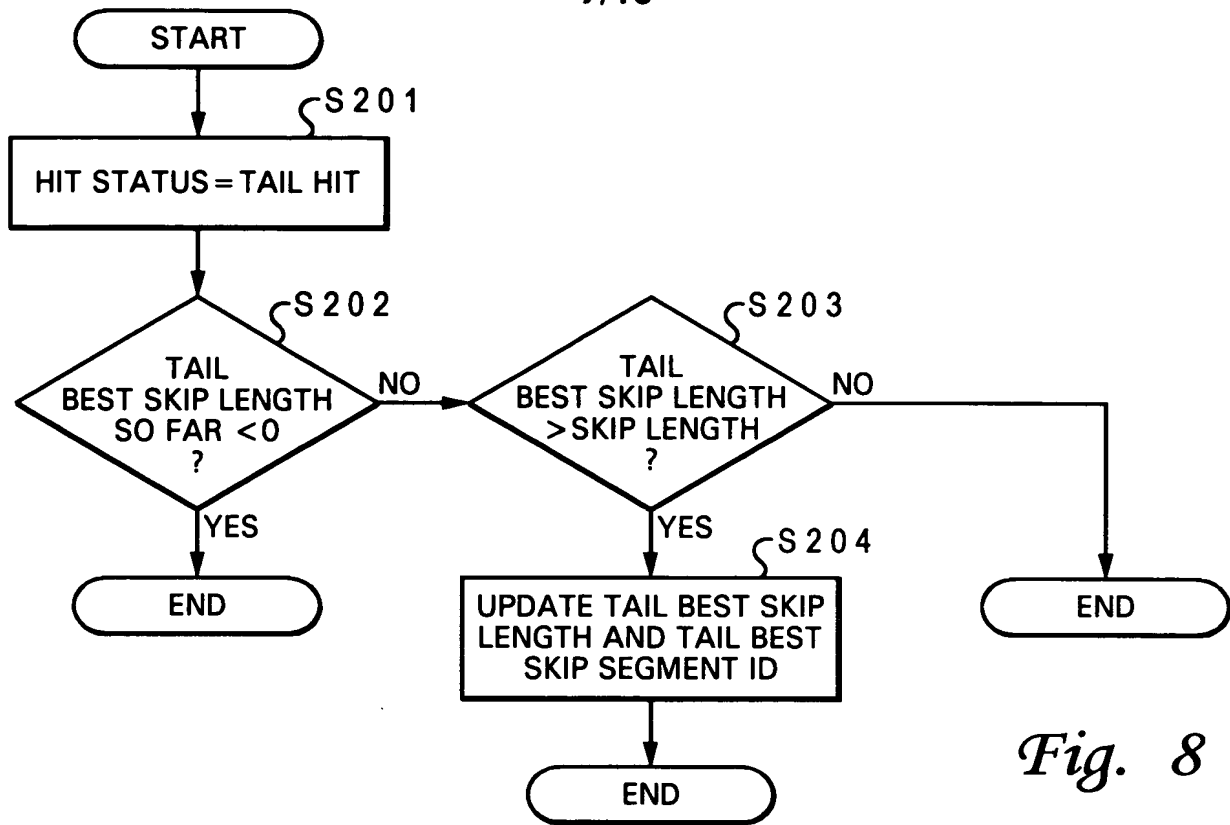 START
S201
HIT STATUS=TAIL HIT
S202
TAIL
BEST SKIP LENGTH
SO FAR <0
?
NO
YES
END
S203
TAIL
BEST SKIP LENGTH
>SKIP LENGTH
?
NO
YES
END
S204
UPDATE TAIL BEST SKIP
LENGTH AND TAIL BEST
SKIP SEGMENT ID
END
Fig. 8